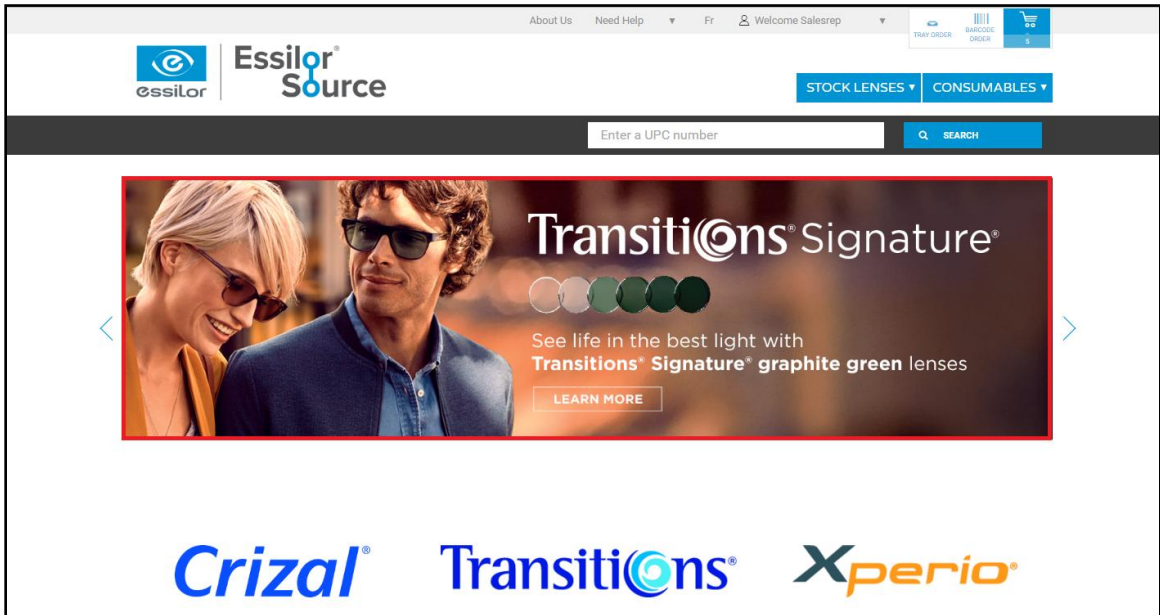 About Us Need Help ▼ Fr Welcome Salesrep ▼
TRAY ORDER
BARCODE
ORDER
5
essilor
Essilor®
Source
STOCK LENSES ▼ CONSUMABLES ▼
Enter a UPC number
SEARCH
Transitions® Signature®
See life in the best light with
Transitions® Signature® graphite green lenses
LEARN MORE
Crizal® Transitions® Xperio®